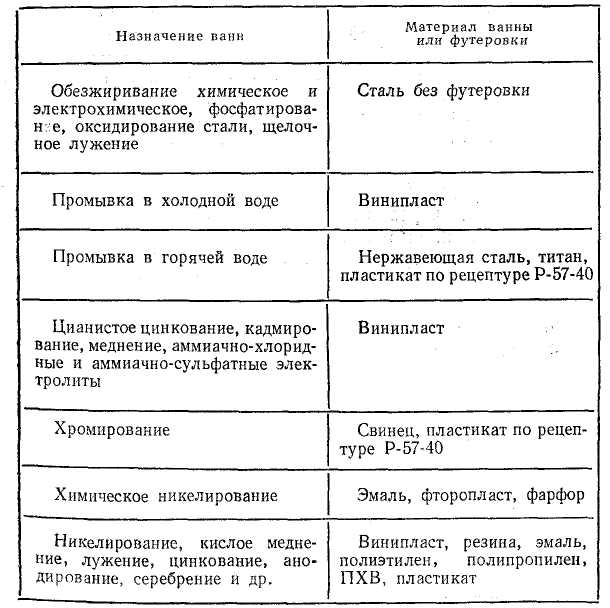 Назначение ванн
Материал ванны
или футеровки
Обезжиривание химическое и
электрохимическое, фосфатирова-
ние, оксидирование стали, щелоч-
ное лужение
Сталь без футеровки
Промывка в холодной воде
Винипласт
Промывка в горячей воде
Нержавеющая сталь, титан,
пластикат по рецептуре Р-57-40
Цианистое цинкование, кадмиро-
вание, меднение, аммиачно-хлорид-
ные и аммиачно-сульфатные элек-
тролиты
Винипласт
Хромирование
Свинец, пластикат по рецеп-
туре Р-57-40
Химическое никелирование
Эмаль, фторопласт, фарфор
Никелирование, кислое медне-
ние, лужение, цинкование, ано-
дирование, серебрение и др.
Винипласт, резина, эмаль,
полиэтилен, полипропилен,
ПХВ, пластикат